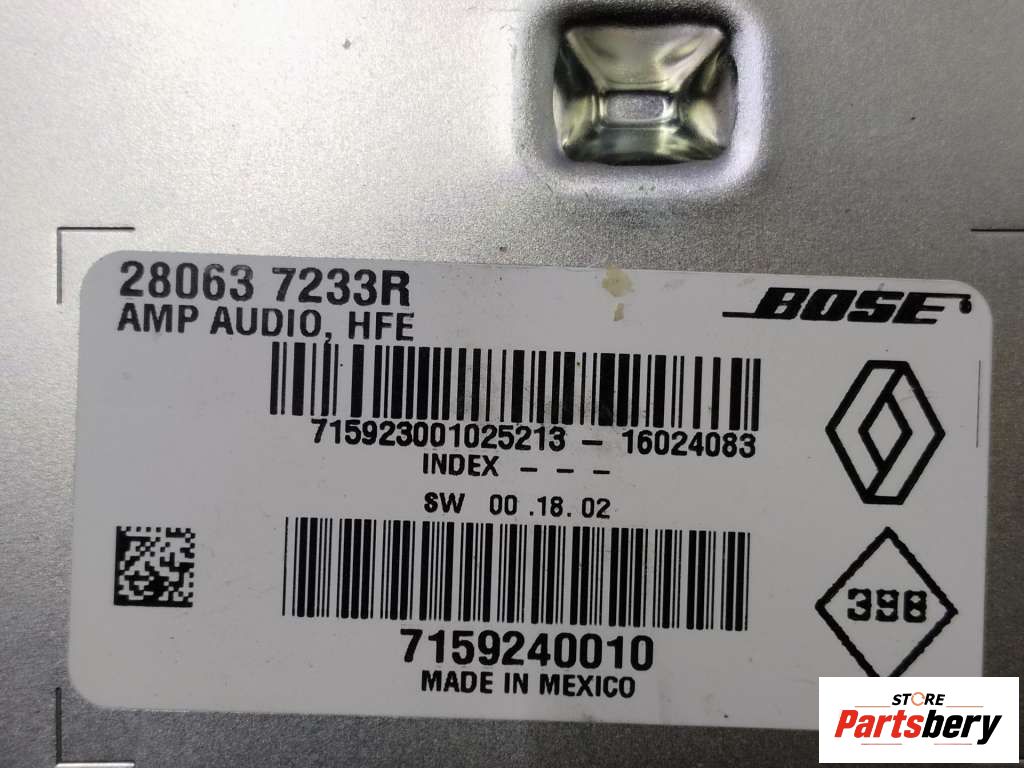 28063 7233R
BOSE
AMP AUDIO, HFE
715923001025213 - 16024083
INDEX - - -
SW 00 .18. 02
398
7159240010
MADE IN MEXICO
STORE
Partsbery